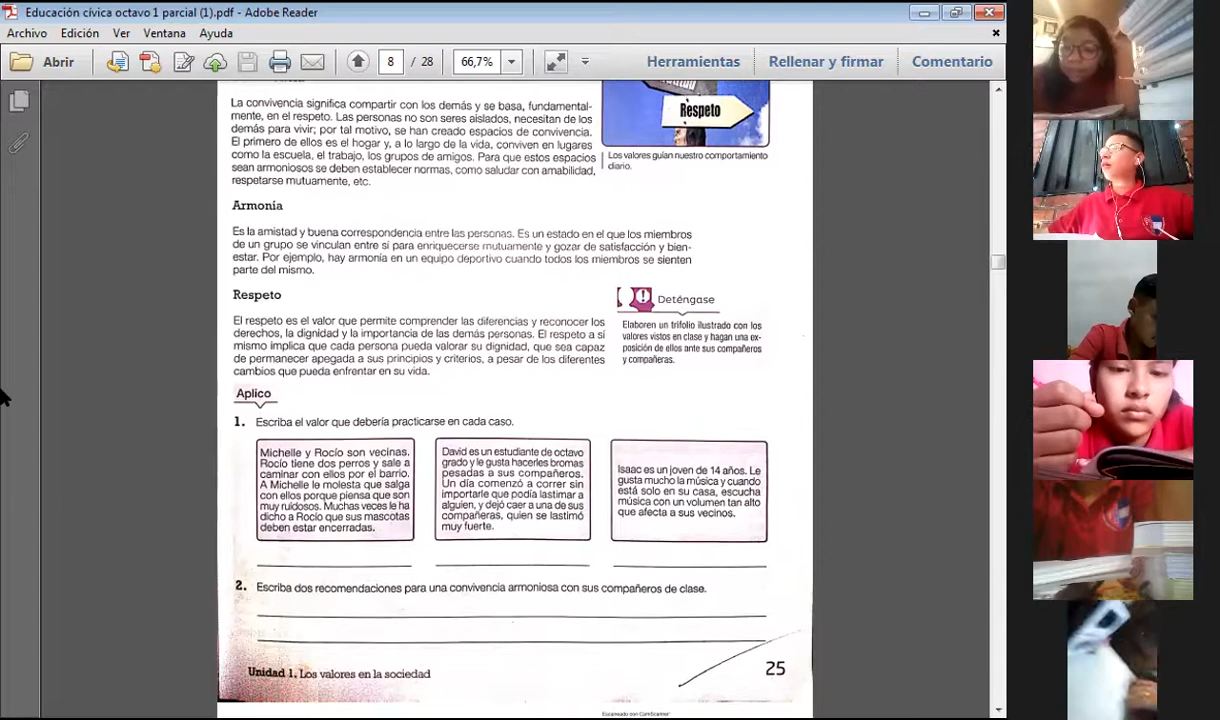 Educación cívica octavo 1 parcial (1).pdf - Adobe Reader
Archivo Edición Ver Ventana Ayuda
Abrir 8 / 28 66,7% Herramientas Rellenar y firmar Comentario
Respeto
La convivencia significa compartir con los demás y se basa, fundamental-
mente, en el respeto. Las personas no son seres aislados, necesitan de los
demás para vivir; por tal motivo, se han creado espacios de convivencia.
El primero de ellos es el hogar y, a lo largo de la vida, conviven en lugares
como la escuela, el trabajo, los grupos de amigos. Para que estos espacios
sean armoniosos se deben establecer normas, como saludar con amabilidad,
respetarse mutuamente, etc.
Los valores guían nuestro comportamiento
diario.
Armonía
Es la amistad y buena correspondencia entre las personas. Es un estado en el que los miembros
de un grupo se vinculan entre sí para enriquecerse mutuamente y gozar de satisfacción y bien-
estar. Por ejemplo, hay armonía en un equipo deportivo cuando todos los miembros se sienten
parte del mismo.
Respeto
El respeto es el valor que permite comprender las diferencias y reconocer los
derechos, la dignidad y la importancia de las demás personas. El respeto a sí
mismo implica que cada persona pueda valorar su dignidad, que sea capaz
de permanecer apegada a sus principios y criterios, a pesar de los diferentes
cambios que pueda enfrentar en su vida.
Deténgase
Elaboren un trifolio ilustrado con los
valores vistos en clase y hagan una ex-
posición de ellos ante sus compañeros
y compañeras.
Aplico
1. Escriba el valor que debería practicarse en cada caso.
Michelle y Rocío son vecinas.
Rocío tiene dos perros y sale a
caminar con ellos por el barrio.
A Michelle le molesta que salga
con ellos porque piensa que son
muy ruidosos. Muchas veces le ha
dicho a Rocío que sus mascotas
deben estar encerradas.
David es un estudiante de octavo
grado y le gusta hacerles bromas
pesadas a sus compañeros.
Un día comenzó a correr sin
importarle que podía lastimar a
alguien, y dejó caer a una de sus
compañeras, quien se lastimó
muy fuerte.
Isaac es un joven de 14 años. Le
gusta mucho la música y cuando
está solo en su casa, escucha
música con un volumen tan alto
que afecta a sus vecinos.
2. Escriba dos recomendaciones para una convivencia armoniosa con sus compañeros de clase.
Unidad 1. Los valores en la sociedad
25
Escaneado con CamScanner